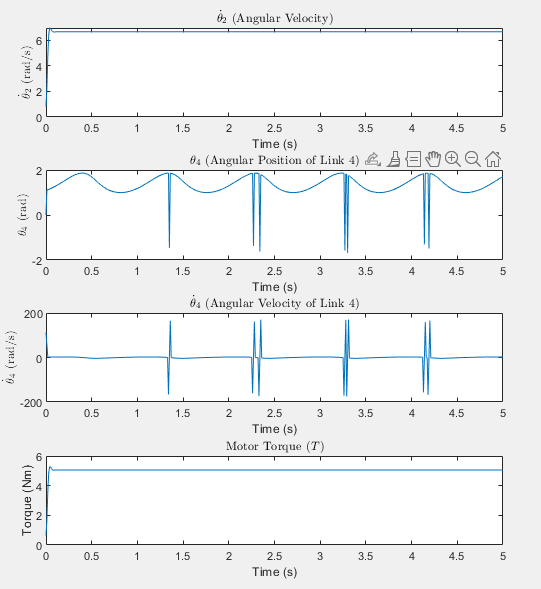 θ̇₂ (Angular Velocity)
6
4
2
0
θ̇₂ (rad/s)
0 0.5 1 1.5 2 2.5 3 3.5 4 4.5 5
Time (s)
θ₄ (Angular Position of Link 4)
2
0
-2
θ₄ (rad)
0 0.5 1 1.5 2 2.5 3 3.5 4 4.5 5
Time (s)
θ̇₄ (Angular Velocity of Link 4)
200
0
-200
θ̇₄ (rad/s)
0 0.5 1 1.5 2 2.5 3 3.5 4 4.5 5
Time (s)
Motor Torque (T)
6
4
2
0
Torque (Nm)
0 0.5 1 1.5 2 2.5 3 3.5 4 4.5 5
Time (s)